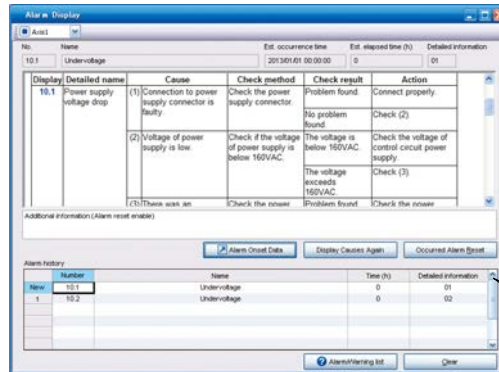 Alarm Display
Axis1
No. Name Est. occurrence time Est. elapsed time (h) Detailed information
10.1 Undervoltage 2013/01/01 00:00:00 0 01
Display Detailed name Cause Check method Check result Action
10.1 Power supply voltage drop (1) Connection to power supply connector is faulty. Check the power supply connector. Problem found. Connect properly.
No problem found. Check (2)
(2) Voltage of power supply is low. Check if the voltage of power supply is below 160VAC. The voltage is below 160VAC. Check the voltage of control circuit power supply.
The voltage exceeds 160VAC. Check (3)
(3) There was an Check the power Problem found Check the power
Additional information:(Alarm reset enable)
Alarm Onset Data Display Causes Again Occurred Alarm Reset
Alarm history
Number Name Time (h) Detailed information
New 10.1 Undervoltage 0 01
1 10.2 Undervoltage 0 02
Alarm/Warning list Clear